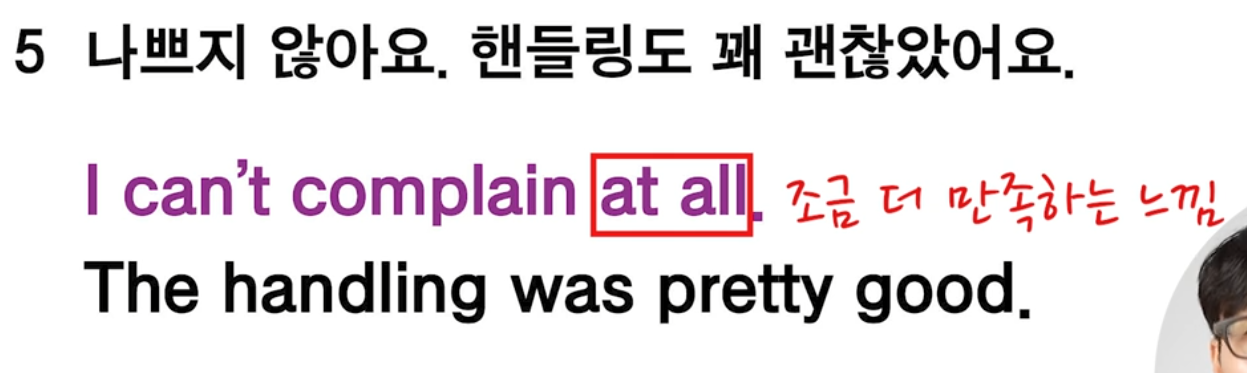 5 나쁘지 않아요. 핸들링도 꽤 괜찮았어요.
I can’t complain at all. 조금 더 만족하는 느낌
The handling was pretty good.